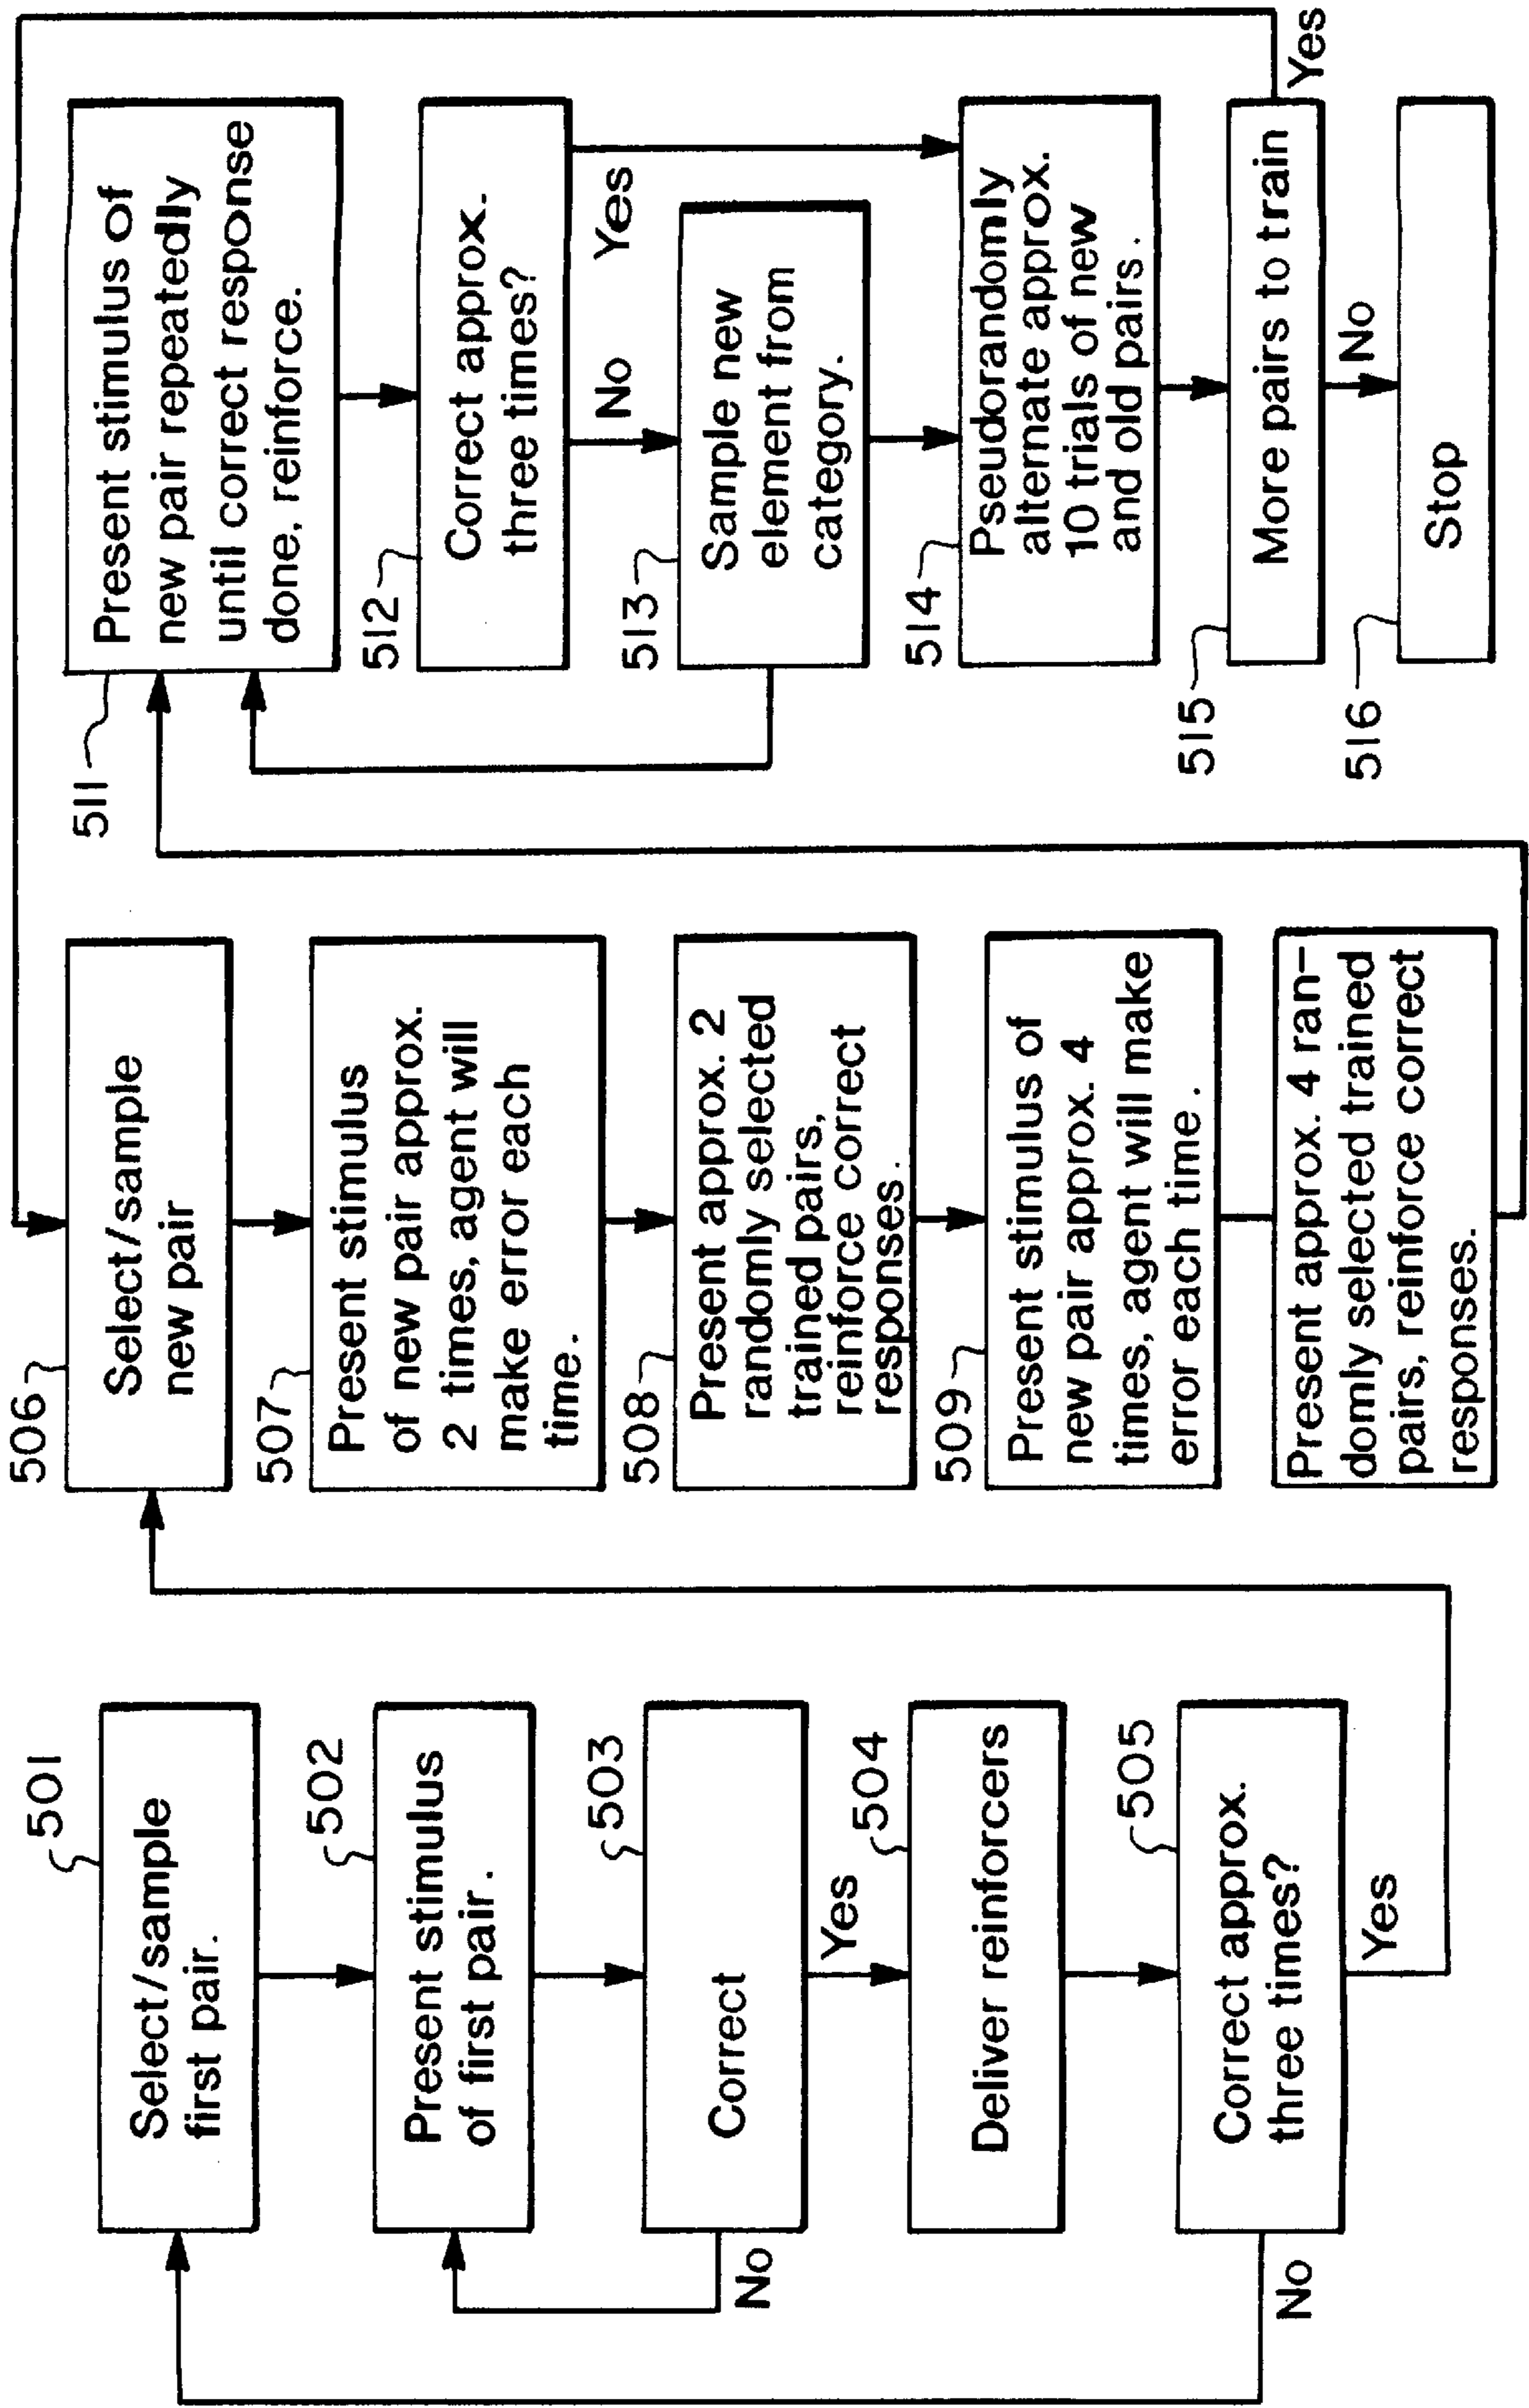 501
Select/sample
first pair.
502
Present stimulus
of first pair.
503
Correct
No
Yes
504
Deliver reinforcers
505
Correct approx.
three times?
No
Yes
506
Select/sample
new pair
507
Present stimulus
of new pair approx.
2 times, agent will
make error each
time.
508
Present approx. 2
randomly selected
trained pairs,
reinforce correct
responses.
509
Present stimulus of
new pair approx. 4
times, agent will make
error each time.
Present approx. 4 ran-
domly selected trained
pairs, reinforce correct
responses.
511
Present stimulus of
new pair repeatedly
until correct response
done, reinforce.
512
Correct approx.
three times?
No
Yes
513
Sample new
element from
category.
514
Pseudorandomly
alternate approx.
10 trials of new
and old pairs.
515
More pairs to train
Yes
No
516
Stop